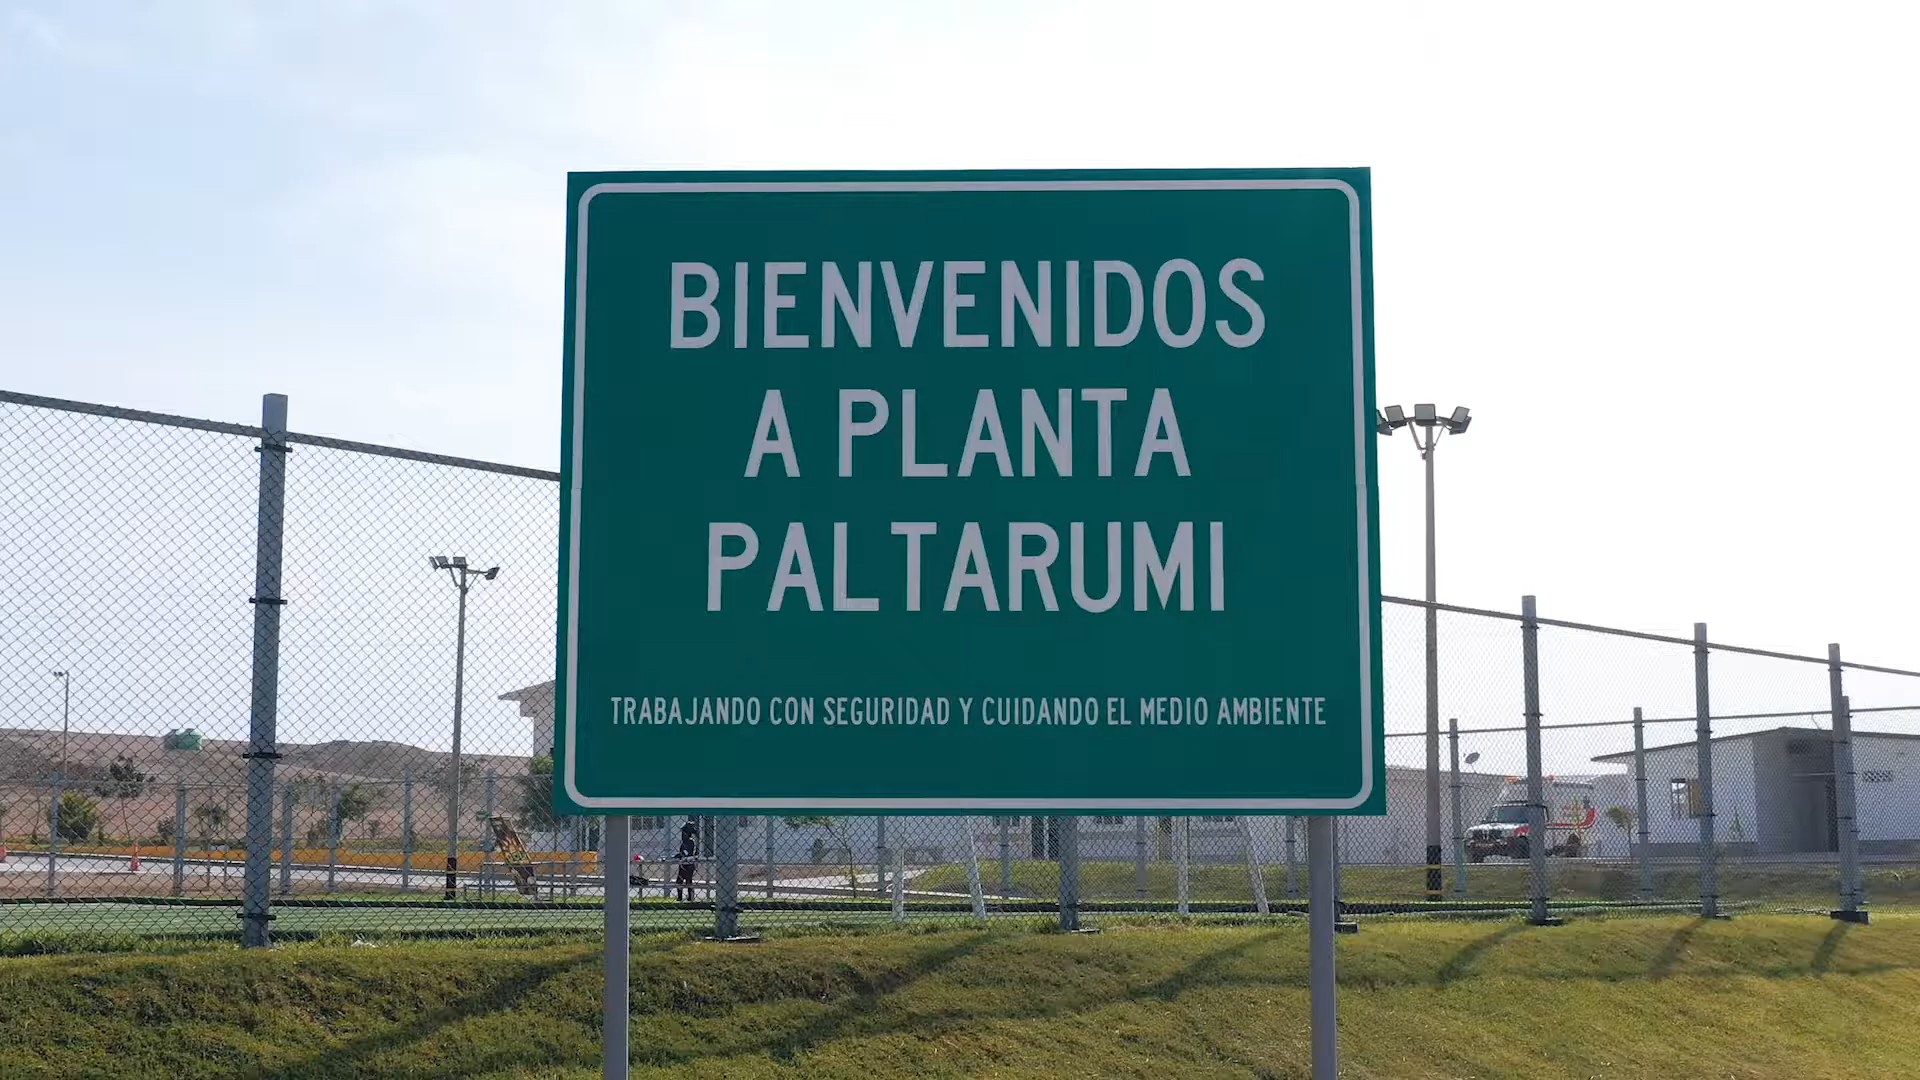 BIENVENIDOS
A PLANTA
PALTARUMI
TRABAJANDO CON SEGURIDAD Y CUIDANDO EL MEDIO AMBIENTE